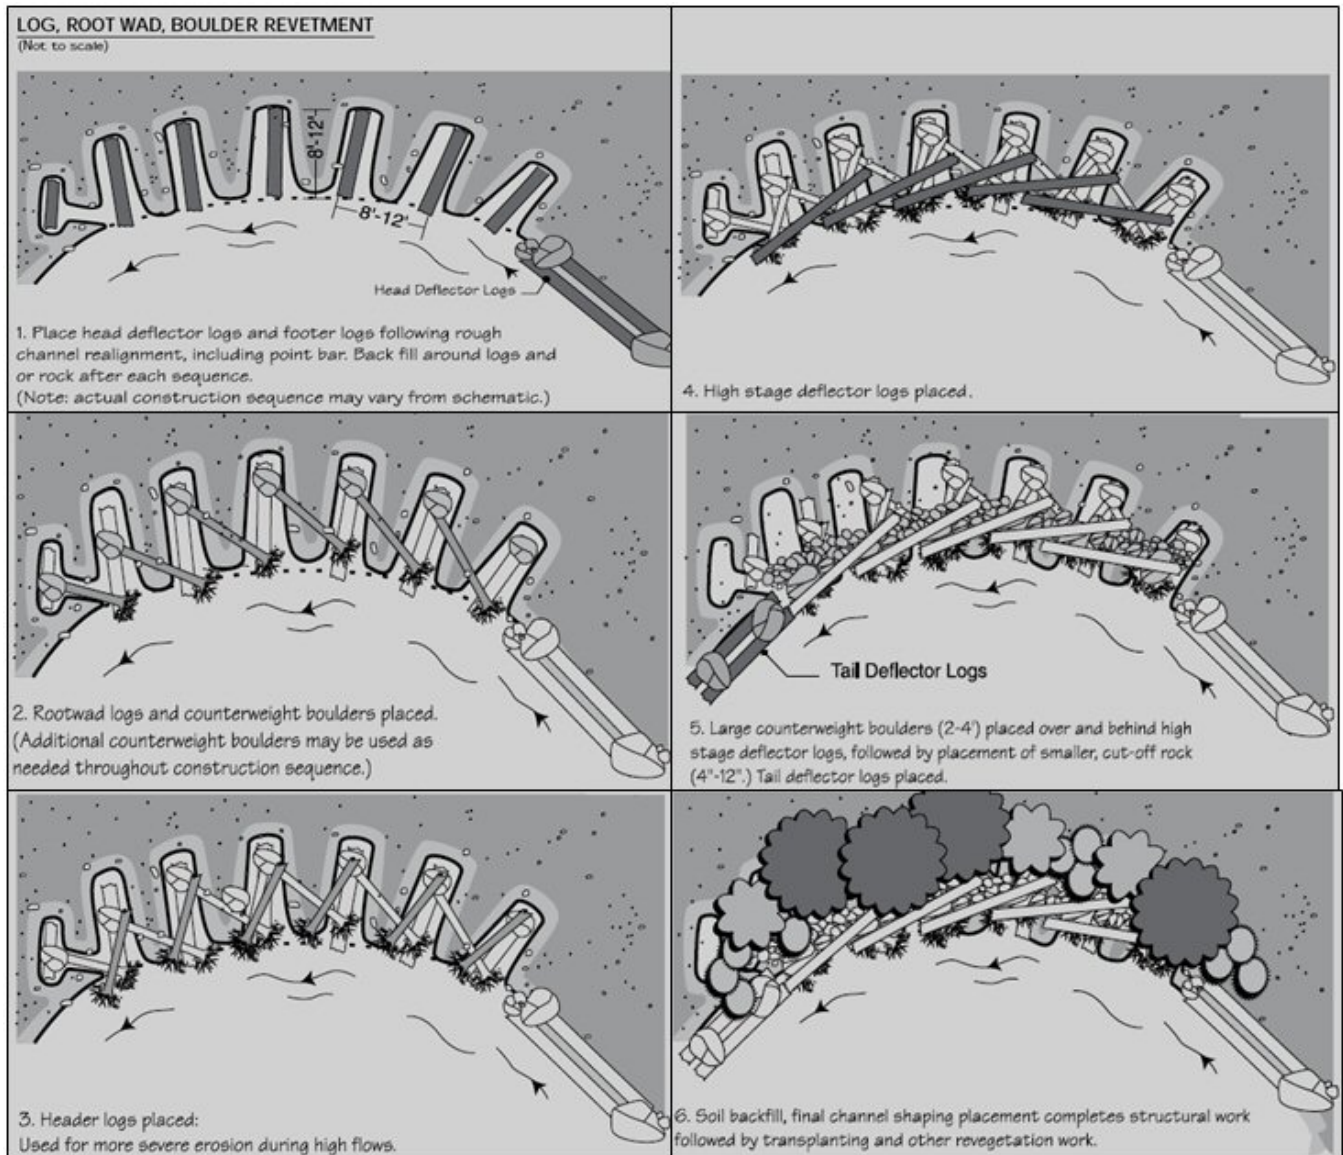 LOG, ROOT WAD, BOULDER REVETMENT
(Not to scale)
8'-12'
8'-12'
Head Deflector Logs
1. Place head deflector logs and footer logs following rough
channel realignment, including point bar. Back fill around logs and
or rock after each sequence.
(Note: actual construction sequence may vary from schematic.)
2. Rootwad logs and counterweight boulders placed.
(Additional counterweight boulders may be used as
needed throughout construction sequence.)
3. Header logs placed:
Used for more severe erosion during high flows.
4. High stage deflector logs placed.
Tail Deflector Logs
5. Large counterweight boulders (2-4') placed over and behind high
stage deflector logs, followed by placement of smaller, cut-off rock
(4"-12".) Tail deflector logs placed.
6. Soil backfill, final channel shaping placement completes structural work
followed by transplanting and other revegetation work.